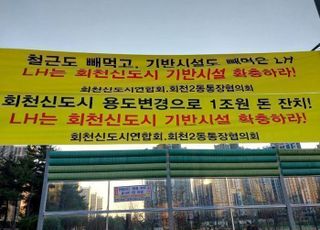 철근도 빼먹고, 기반시설도 빼먹은 LH
LH는 회천신도시 기반시설 확충하라!
회천신도시연합회.회천2동통장협의회
회천신도시 용도변경으로 1조원 돈 잔치!
LH는 회천신도시 기반시설 확충하라!
회천신도시연합회.회천2동통장협의회